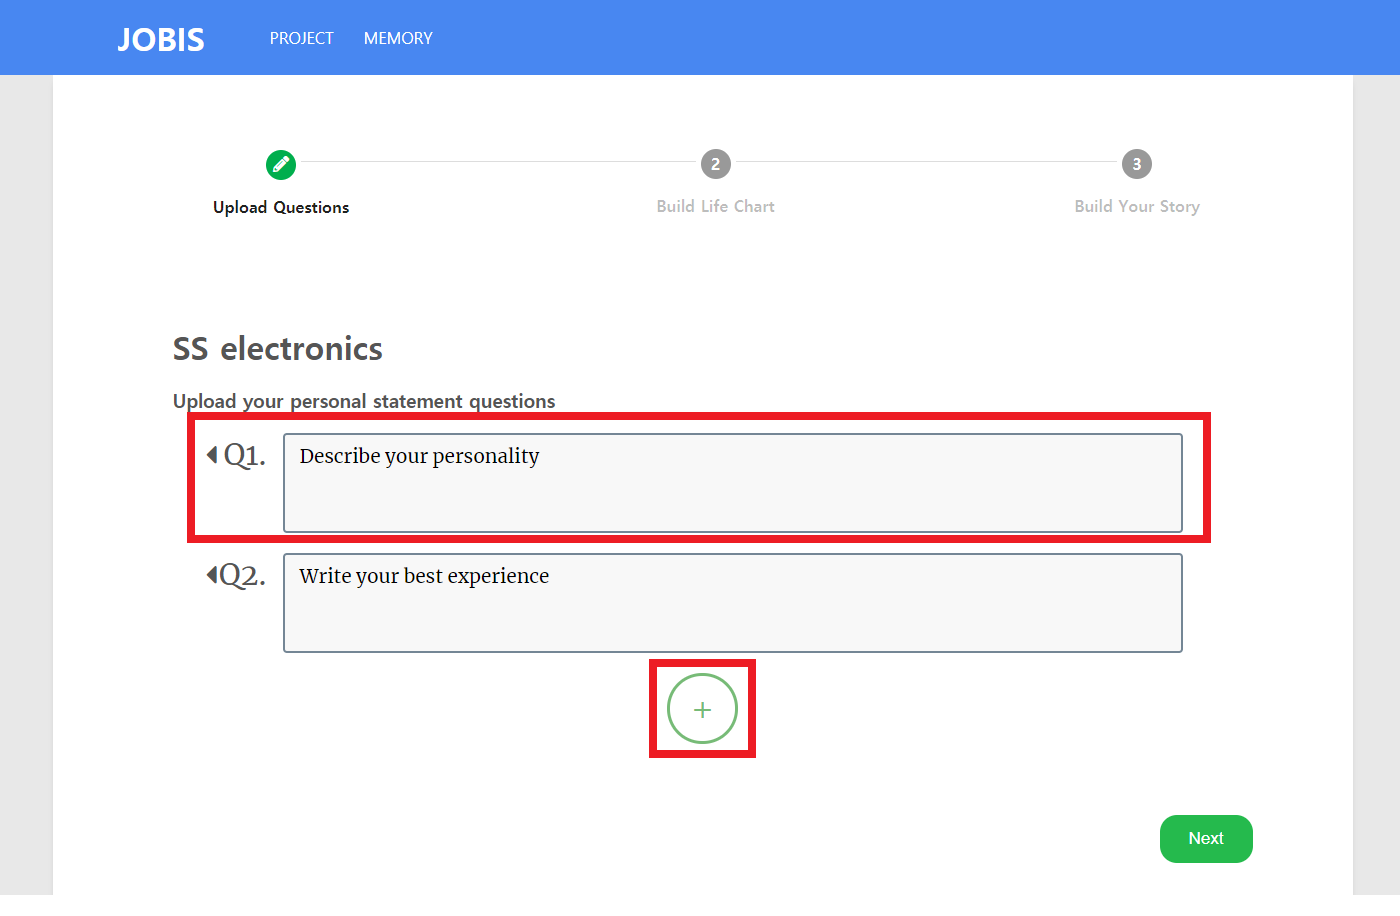 JOBIS PROJECT MEMORY
2 3
Upload Questions Build Life Chart Build Your Story
SS electronics
Upload your personal statement questions
Q1. Describe your personality
Q2. Write your best experience
+
Next